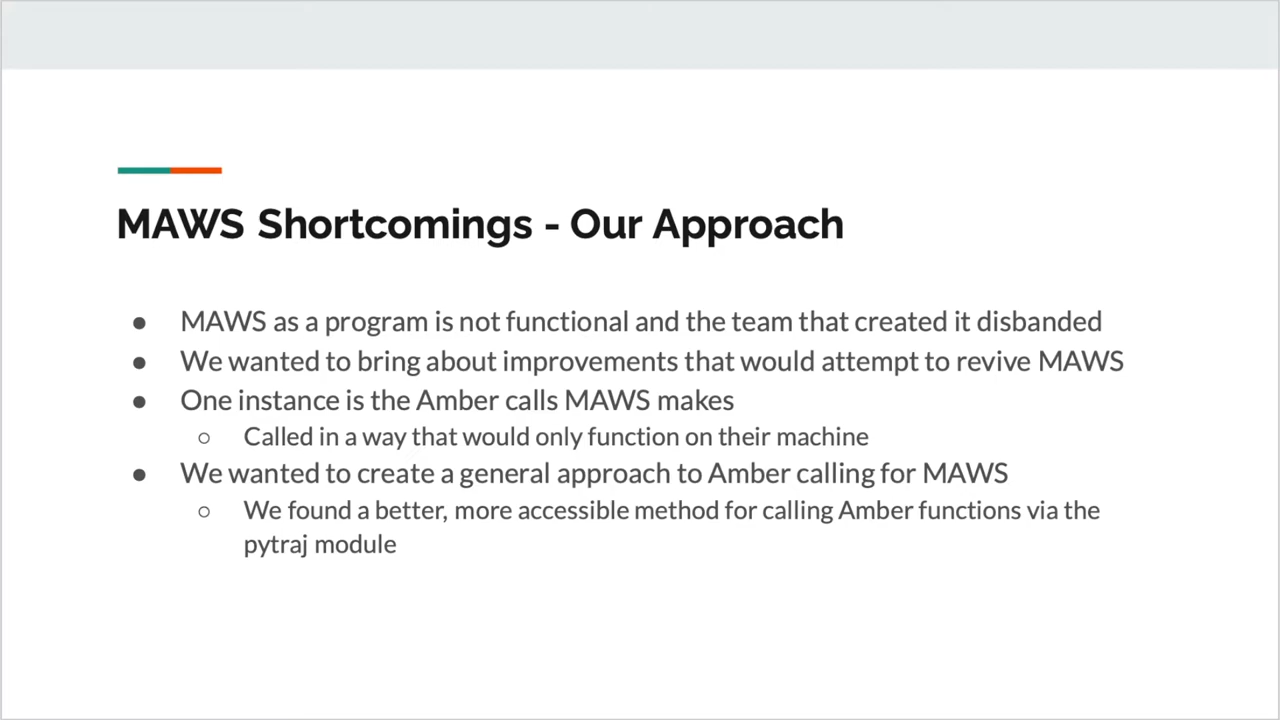 MAWS Shortcomings - Our Approach
● MAWS as a program is not functional and the team that created it disbanded
● We wanted to bring about improvements that would attempt to revive MAWS
● One instance is the Amber calls MAWS makes
○ Called in a way that would only function on their machine
● We wanted to create a general approach to Amber calling for MAWS
○ We found a better, more accessible method for calling Amber functions via the
pytraj module